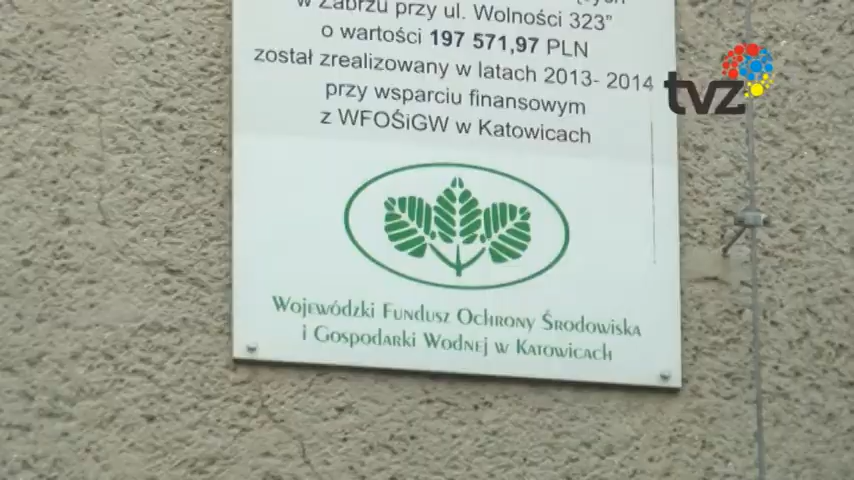 w Zabrzu przy ul. Wolności 323”
o wartości 197 571,97 PLN
został zrealizowany w latach 2013- 2014
przy wsparciu finansowym
z WFOŚiGW w Katowicach
tvz
Wojewódzki Fundusz Ochrony Środowiska
i Gospodarki Wodnej w Katowicach